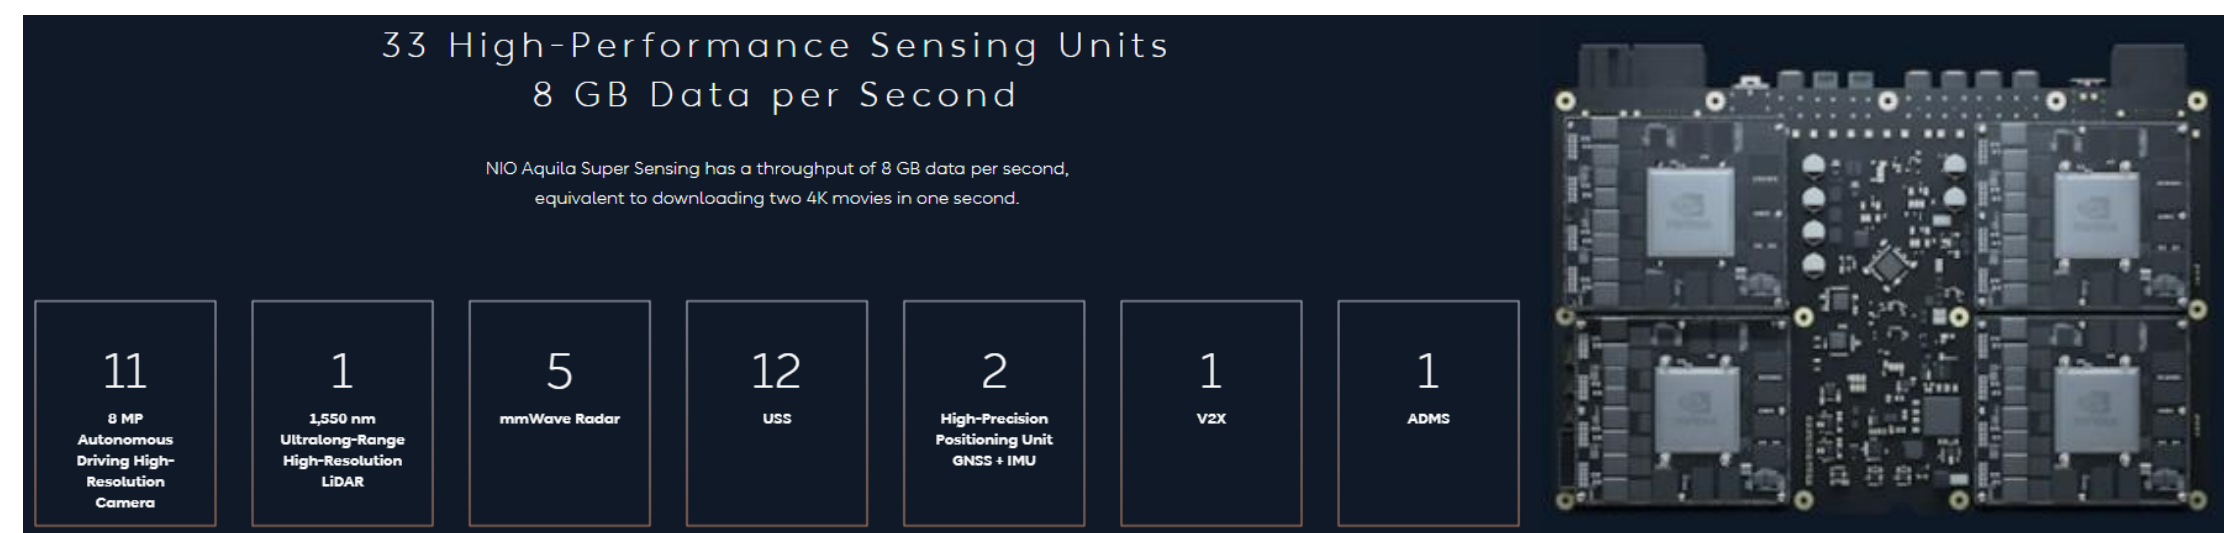 33 High-Performance Sensing Units
8 GB Data per Second
NIO Aquila Super Sensing has a throughput of 8 GB data per second,
equivalent to downloading two 4K movies in one second.
11
8 MP
Autonomous
Driving High-
Resolution
Camera
1
1,550 nm
Ultralong-Range
High-Resolution
LiDAR
5
mmWave Radar
12
USS
2
High-Precision
Positioning Unit
GNSS + IMU
1
V2X
1
ADMS